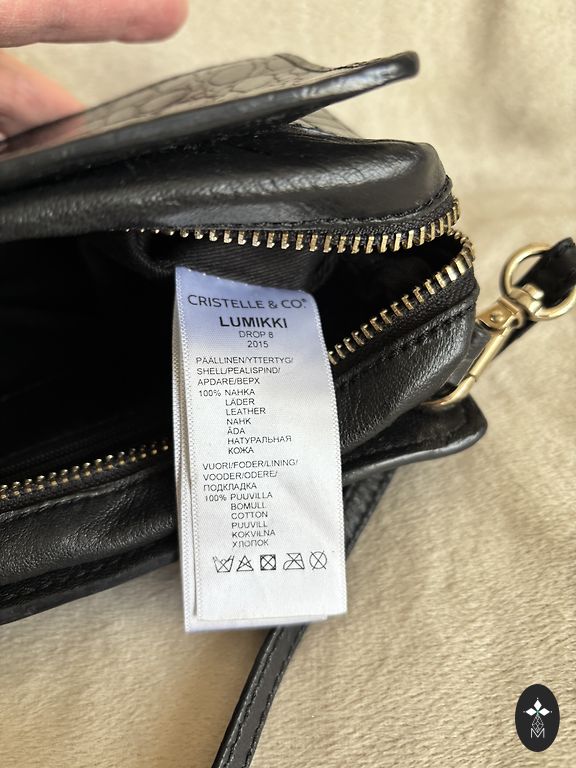 CRISTELLE & CO.
LUMIKKI
DROP 8
2015
PÄÄLLINEN/YTTERTYG/
SHELL/PEALISPIND/
APDARE/ВЕРХ
100% NAHKA
LÄDER
LEATHER
NAHK
ĀDA
НАТУРАЛЬНАЯ
КОЖА
VUORI/FODER/LINING/
VOODER/ODERE/
ПОДКЛАДКА
100% PUUVILLA
BOMULL
COTTON
PUUVILL
KOKVILNA
ХЛОПОК
M